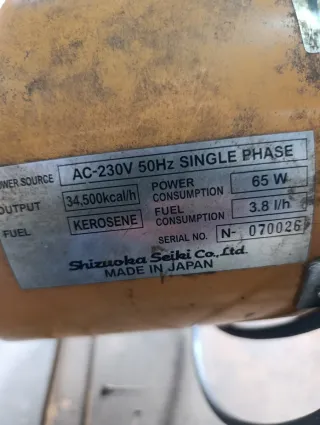 POWER SOURCE AC-230V 50Hz SINGLE PHASE
OUTPUT 34,500kcal/h POWER CONSUMPTION 65 W
FUEL KEROSENE FUEL CONSUMPTION 3.8 l/h
SERIAL NO. N- 070026
Shizuoka Seiki Co., Ltd.
MADE IN JAPAN